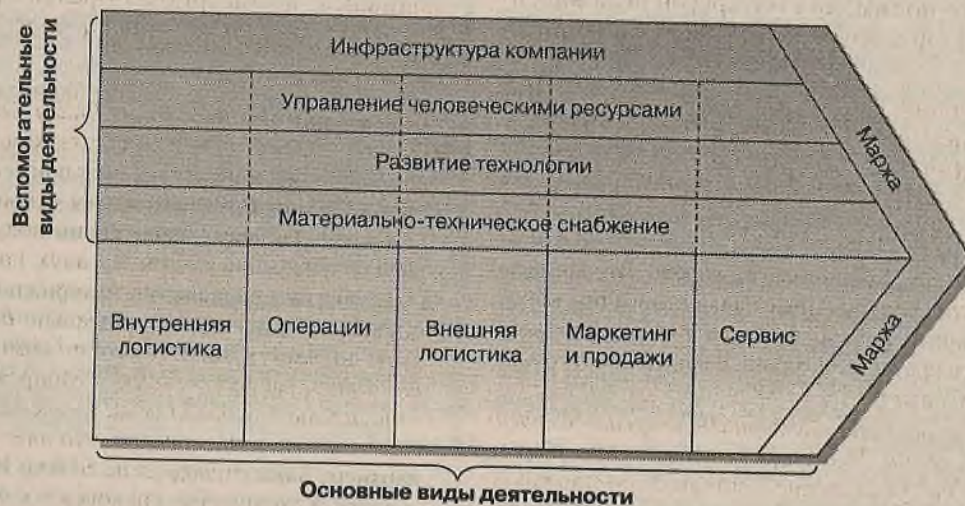 Вспомогательные
виды деятельности
Инфраструктура компании
Управление человеческими ресурсами
Развитие технологии
Материально-техническое снабжение
Маржа
Внутренняя
логистика
Операции
Внешняя
логистика
Маркетинг
и продажи
Сервис
Маржа
Основные виды деятельности